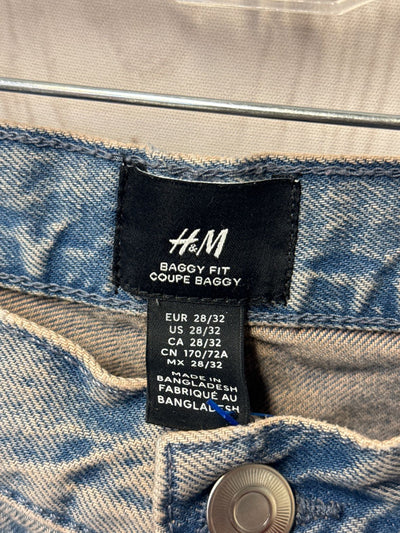 H&M
BAGGY FIT
COUPE BAGGY
EUR 28/32
US 28/32
CA 28/32
CN 170/72A
MX 28/32
MADE IN
BANGLADESH
FABRIQUÉ AU
BANGLADESH